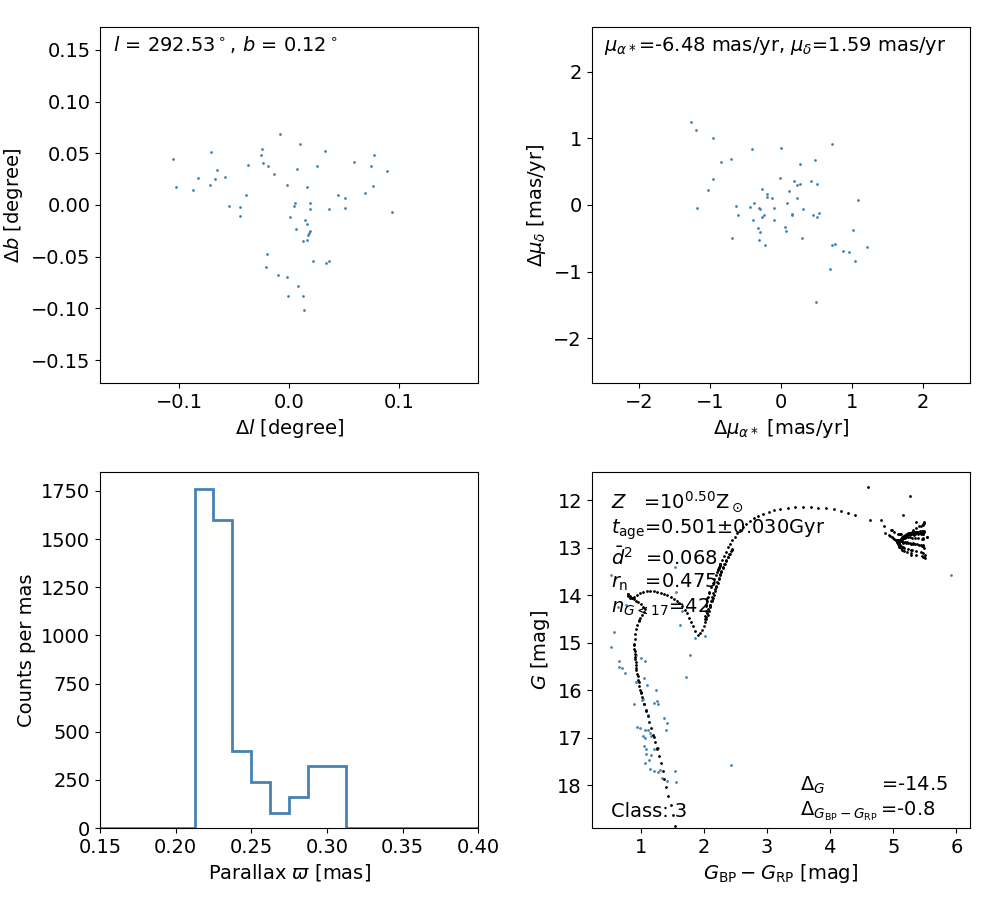 l = 292.53°, b = 0.12°
0.15
0.10
0.05
0.00
−0.05
−0.10
−0.15
Δb [degree]
−0.1 0.0 0.1
Δl [degree]
μα∗=-6.48 mas/yr, μδ=1.59 mas/yr
2
1
0
−1
−2
Δμδ [mas/yr]
−2 −1 0 1 2
Δμα∗ [mas/yr]
1750
1500
1250
1000
750
500
250
0
Counts per mas
0.15 0.20 0.25 0.30 0.35 0.40
Parallax ϖ [mas]
Z =10^0.50 Z⊙
t_age=0.501±0.030Gyr
d̄² =0.068
r_n =0.475
n_G<17=42
12
13
14
15
16
17
18
G [mag]
Δ_G =-14.5
Δ_GBP−GRP=-0.8
Class: 3
1 2 3 4 5 6
G_BP − G_RP [mag]